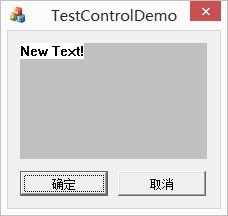 TestControlDemo
New Text!
确定
取消